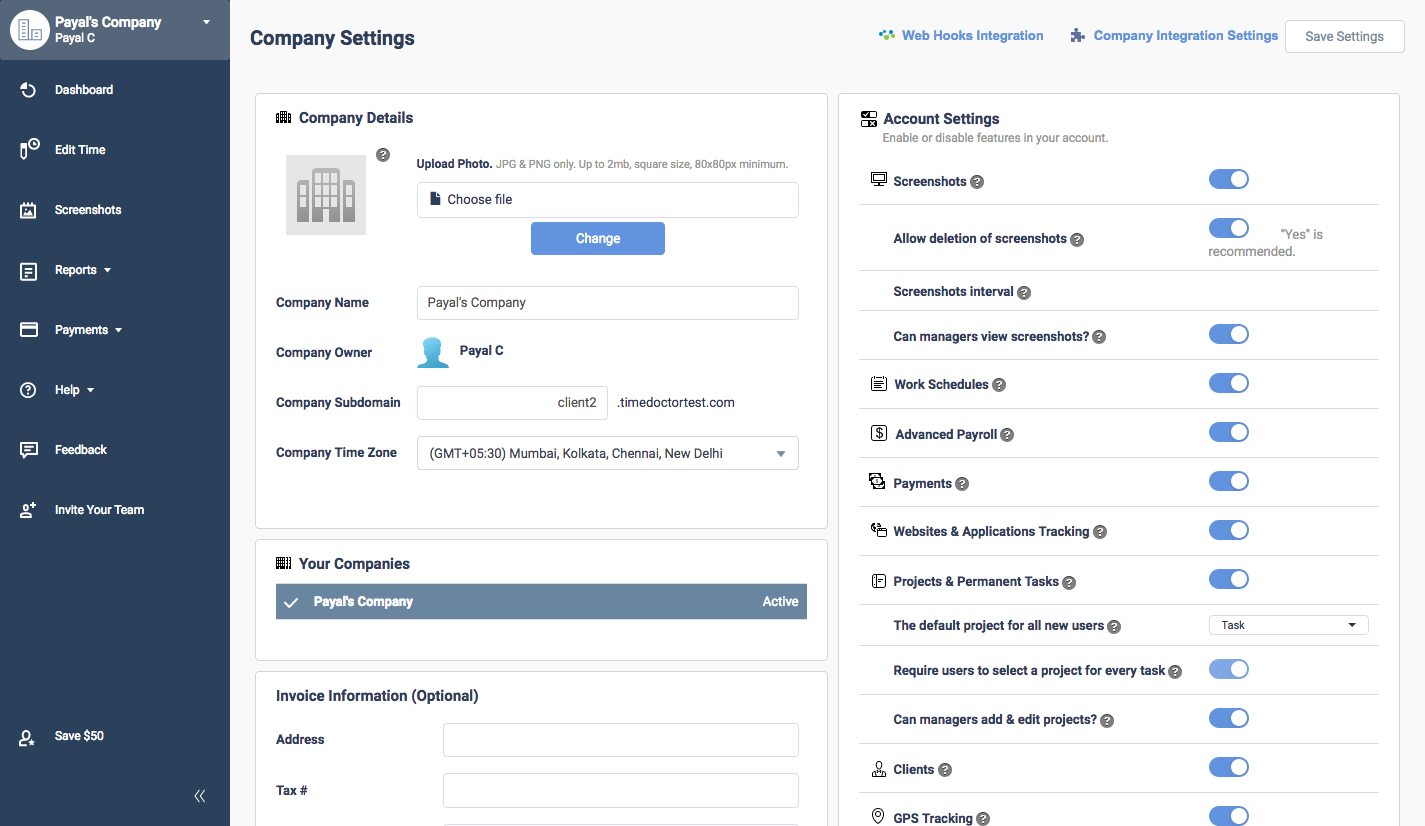 Payal's Company
Payal C
Dashboard
Edit Time
Screenshots
Reports
Payments
Help
Feedback
Invite Your Team
Save $50
Company Settings
Web Hooks Integration
Company Integration Settings
Save Settings
Company Details
Upload Photo. JPG & PNG only. Up to 2mb, square size, 80x80px minimum.
Choose file
Change
Company Name
Payal's Company
Company Owner
Payal C
Company Subdomain
client2
.timedoctortest.com
Company Time Zone
(GMT+05:30) Mumbai, Kolkata, Chennai, New Delhi
Your Companies
Payal's Company
Active
Invoice Information (Optional)
Address
Tax #
Account Settings
Enable or disable features in your account.
Screenshots ?
Allow deletion of screenshots ?
"Yes" is
recommended.
Screenshots interval ?
Can managers view screenshots? ?
Work Schedules ?
Advanced Payroll ?
Payments ?
Websites & Applications Tracking ?
Projects & Permanent Tasks ?
The default project for all new users ?
Task
Require users to select a project for every task ?
Can managers add & edit projects? ?
Clients ?
GPS Tracking ?